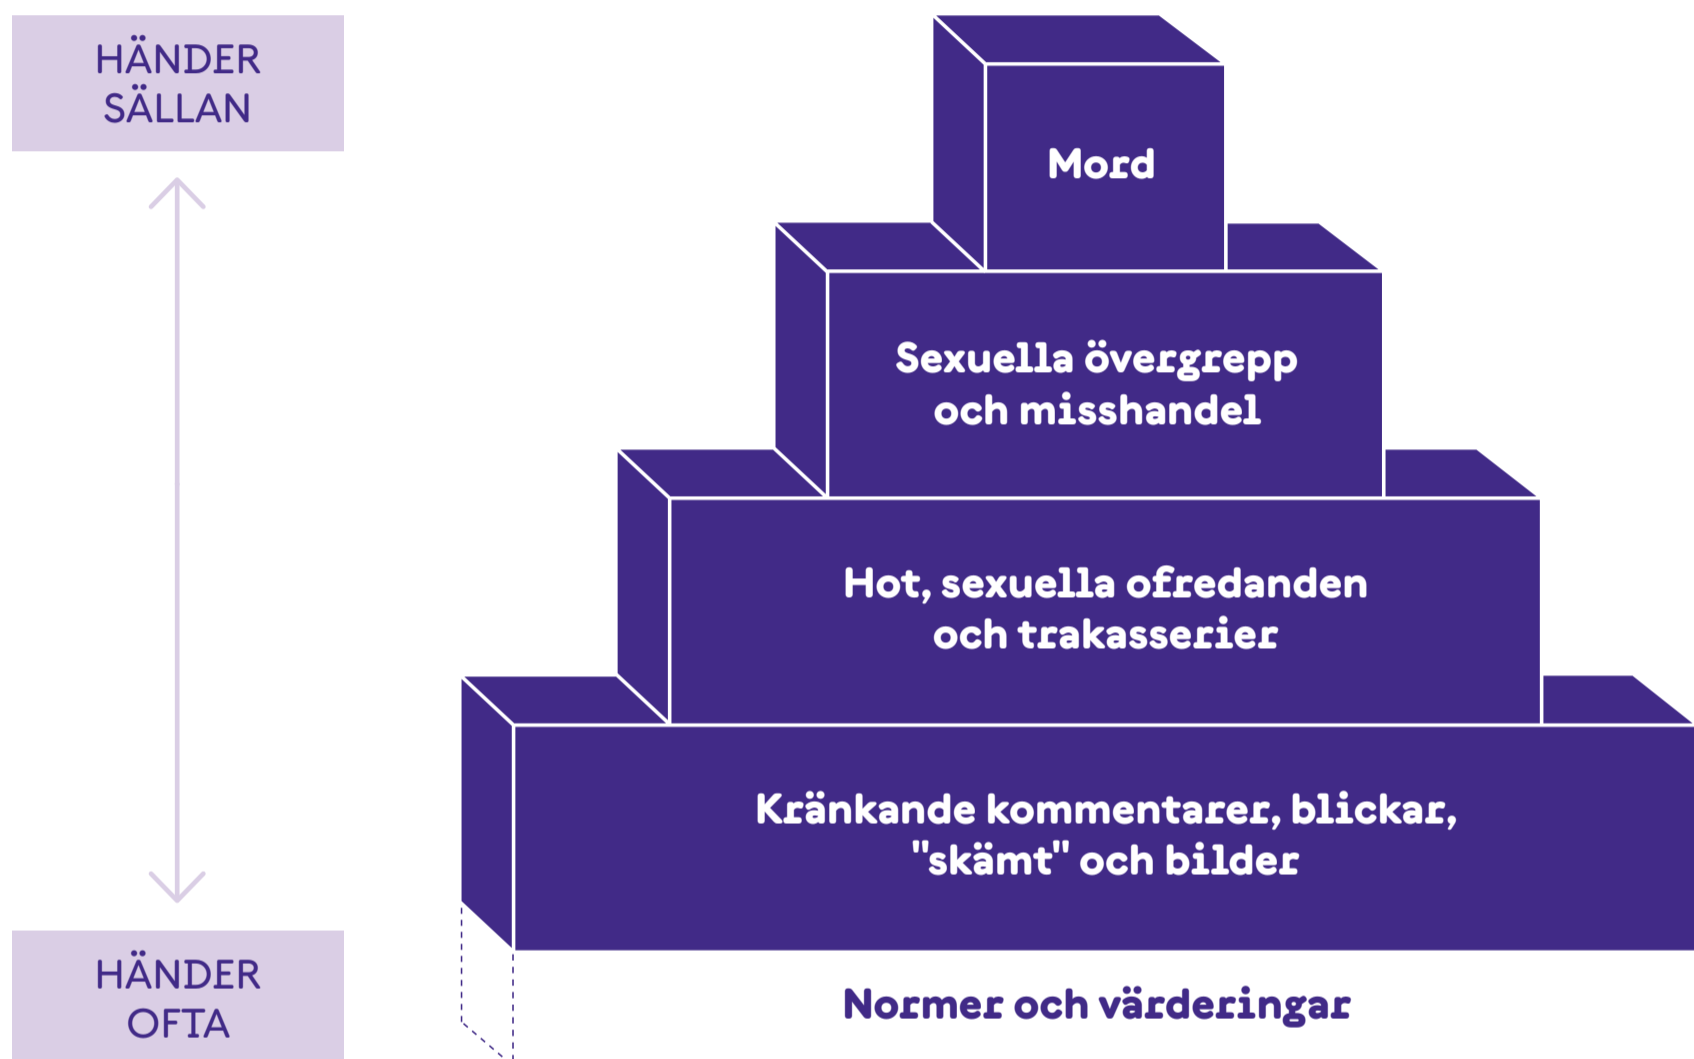 HÄNDER
SÄLLAN
Mord
Sexuella övergrepp
och misshandel
Hot, sexuella ofredanden
och trakasserier
Kränkande kommentarer, blickar,
"skämt" och bilder
HÄNDER
OFTA
Normer och värderingar